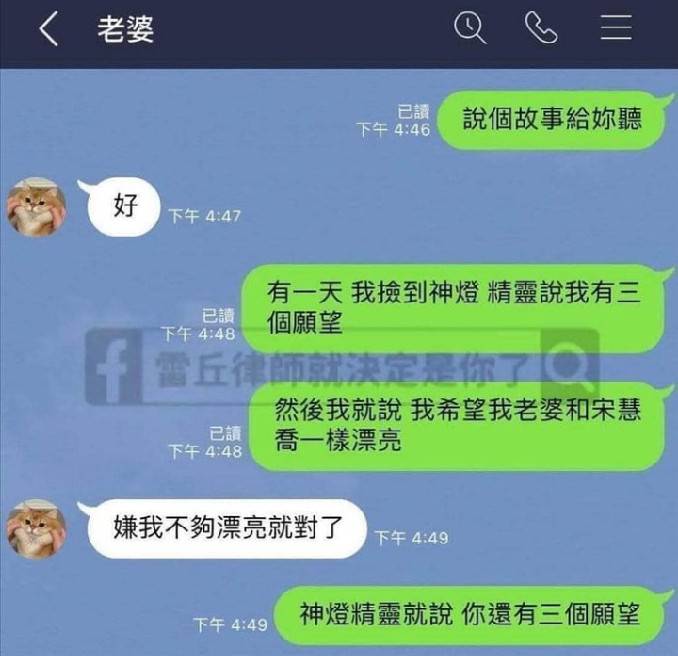 老婆
已讀
下午 4:46
說個故事給妳聽
好
下午 4:47
有一天 我撿到神燈 精靈說我有三
個願望
已讀
下午 4:48
雷丘律師就決定是你了
然後我就說 我希望我老婆和宋慧
喬一樣漂亮
已讀
下午 4:48
嫌我不夠漂亮就對了
下午 4:49
神燈精靈就說 你還有三個願望
下午 4:49